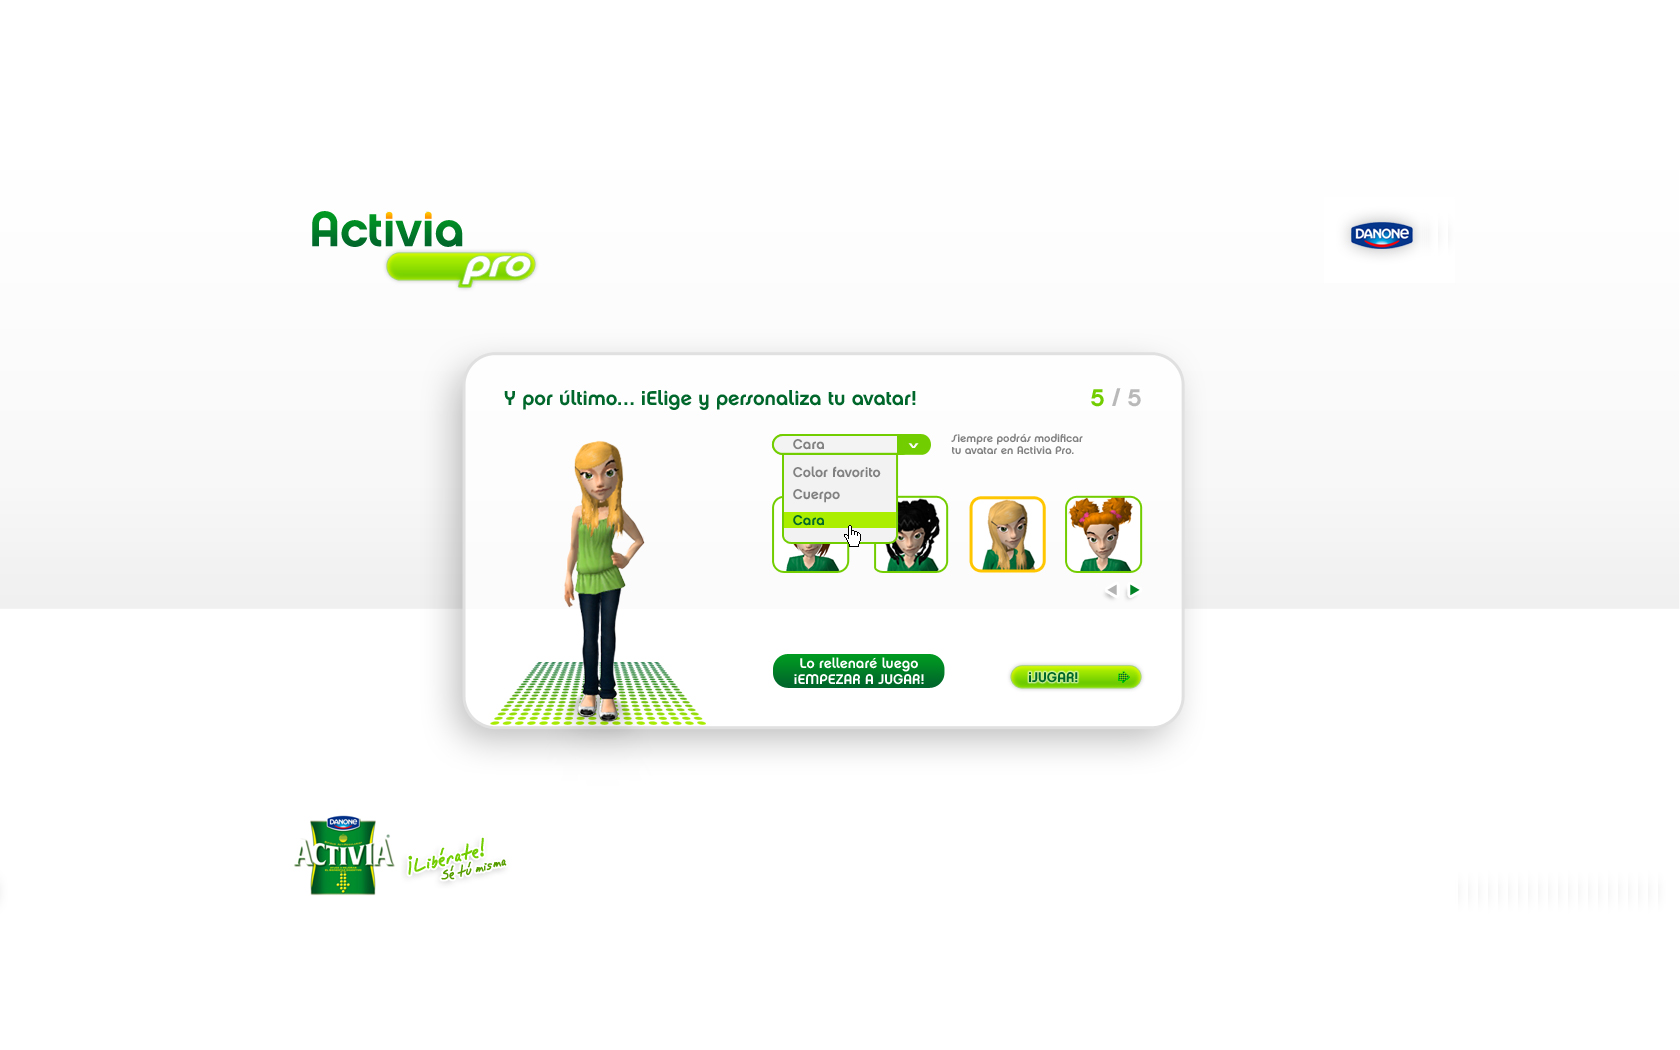 Activia
pro
DANONE
Y por último... ¡Elige y personaliza tu avatar!
5 / 5
Cara
Siempre podrás modificar
tu avatar en Activia Pro.
Color favorito
Cuerpo
Cara
Lo rellenaré luego
¡EMPEZAR A JUGAR!
¡JUGAR!
DANONE
ACTIVIA
¡Libérate!
Sé tú misma